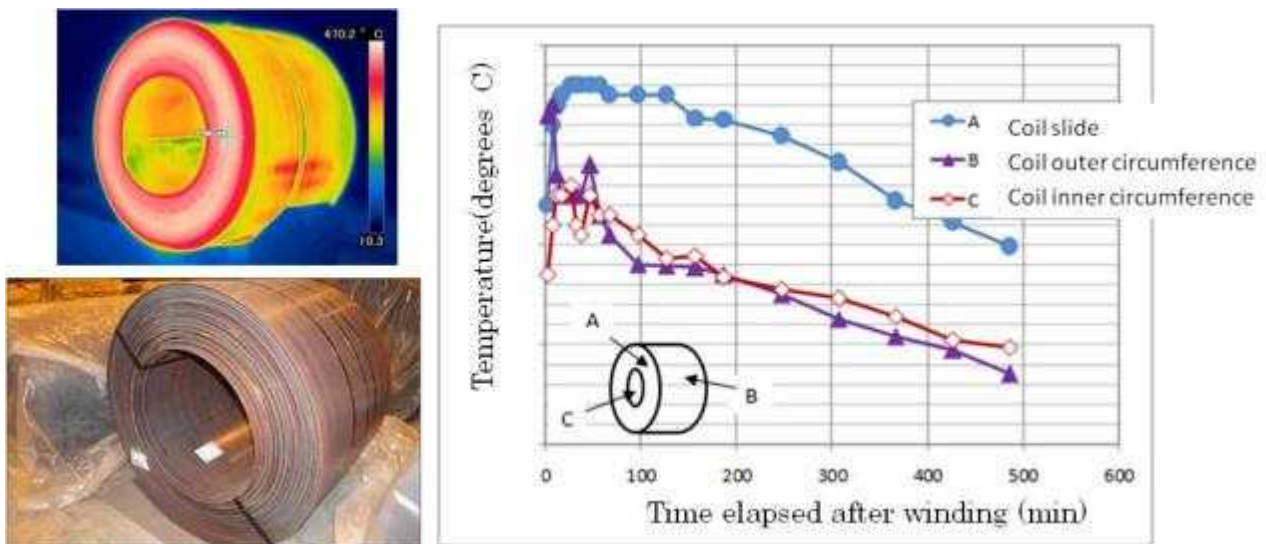 470.2 ° C
10.3
Temperature(degrees C)
A Coil slide
B Coil outer circumference
C Coil inner circumference
A
B
C
0 100 200 300 400 500 600
Time elapsed after winding (min)